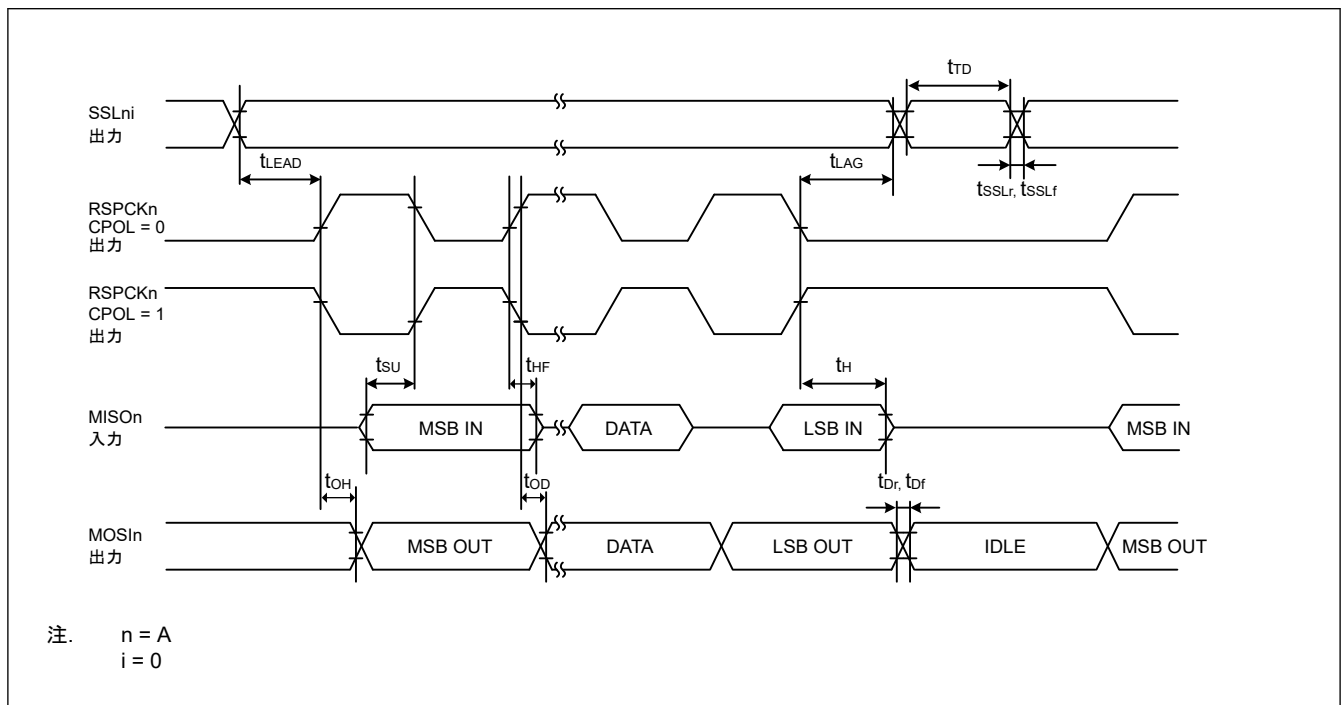 tTD
SSLni
出力
tLEAD
tLAG
tSSLr, tSSLf
RSPCKn
CPOL = 0
出力
RSPCKn
CPOL = 1
出力
tSU
tHF
tH
MISOn
入力
MSB IN
DATA
LSB IN
MSB IN
tOH
tOD
tDr, tDf
MOSIn
出力
MSB OUT
DATA
LSB OUT
IDLE
MSB OUT
注. n = A
i = 0